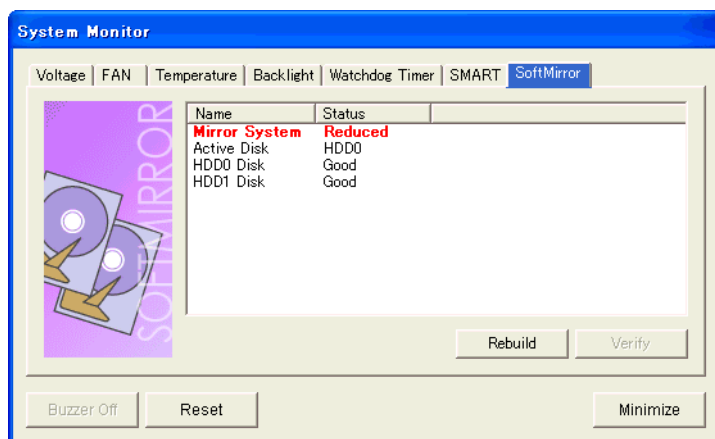 System Monitor
Voltage FAN Temperature Backlight Watchdog Timer SMART SoftMirror
SOFTMIRROR
Name Status
Mirror System Reduced
Active Disk HDD0
HDD0 Disk Good
HDD1 Disk Good
Rebuild Verify
Buzzer Off Reset Minimize